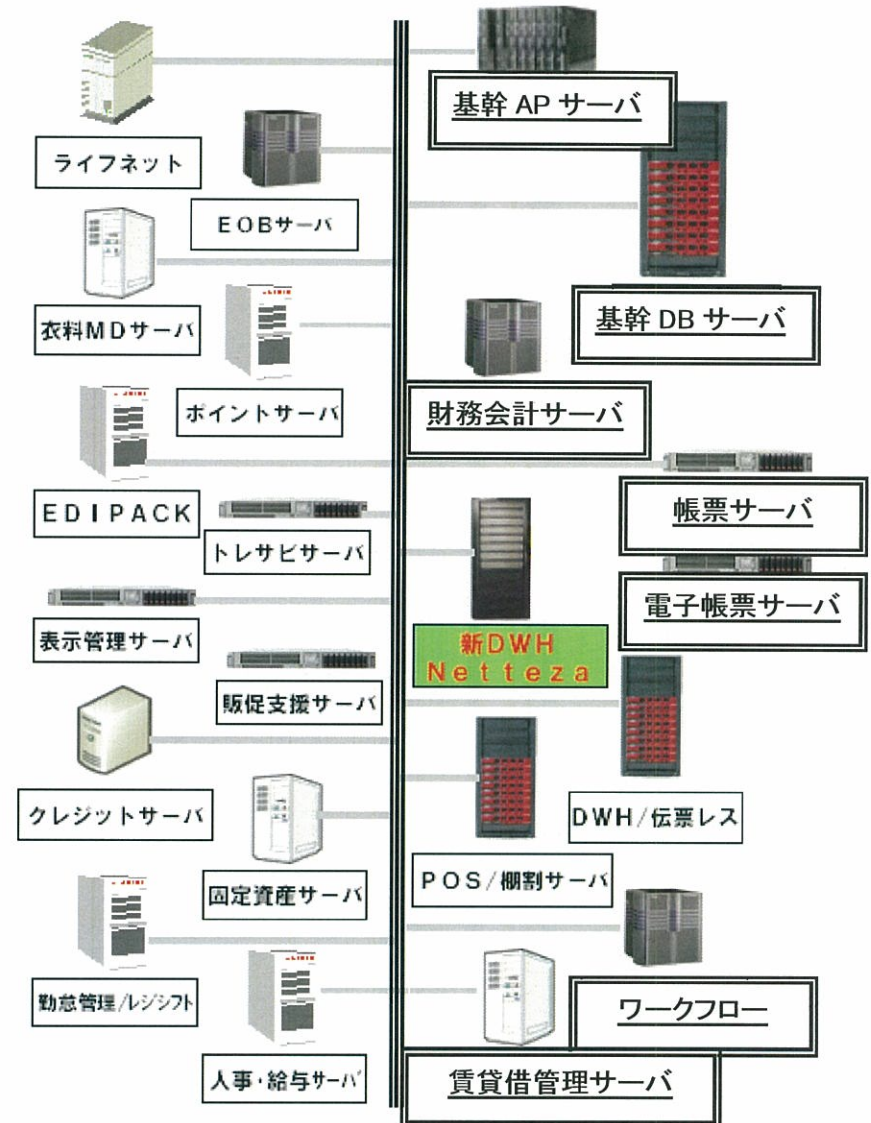 基幹 AP サーバ
ライフネット
EOBサーバ
基幹 DB サーバ
衣料MDサーバ
ポイントサーバ
財務会計サーバ
EDIPACK
帳票サーバ
トレサビサーバ
電子帳票サーバ
表示管理サーバ
新DWH
Netteza
販促支援サーバ
クレジットサーバ
DWH/伝票レス
固定資産サーバ
POS/棚割サーバ
勤怠管理/レジシフト
ワークフロー
人事・給与サーバ
賃貸借管理サーバ